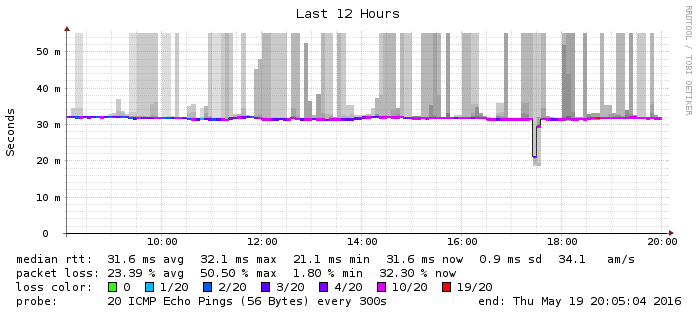 Last 12 Hours
RRDTOOL / TOBI OETIKER
Seconds
50 m
40 m
30 m
20 m
10 m
0
10:00 12:00 14:00 16:00 18:00 20:00
median rtt: 31.6 ms avg 32.1 ms max 21.1 ms min 31.6 ms now 0.9 ms sd 34.1 am/s
packet loss: 23.39 % avg 50.50 % max 1.80 % min 32.30 % now
loss color: 0 1/20 2/20 3/20 4/20 10/20 19/20
probe: 20 ICMP Echo Pings (56 Bytes) every 300s end: Thu May 19 20:05:04 2016